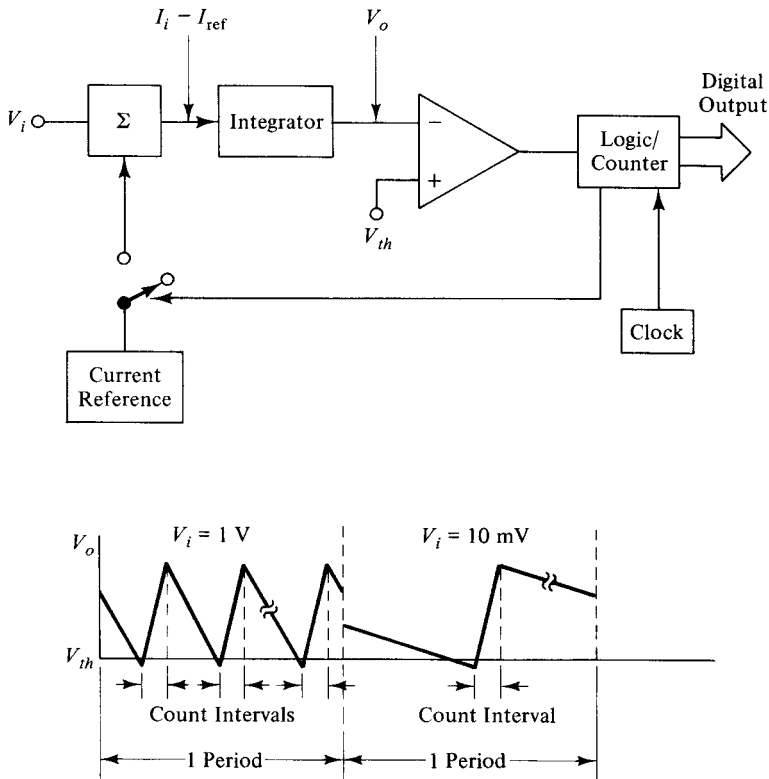 I_i – I_ref
V_o
V_i
Σ
Integrator
−
+
V_th
Logic/
Counter
Digital
Output
Clock
Current
Reference
V_o
V_i = 1 V
V_i = 10 mV
V_th
Count Intervals
Count Interval
1 Period
1 Period